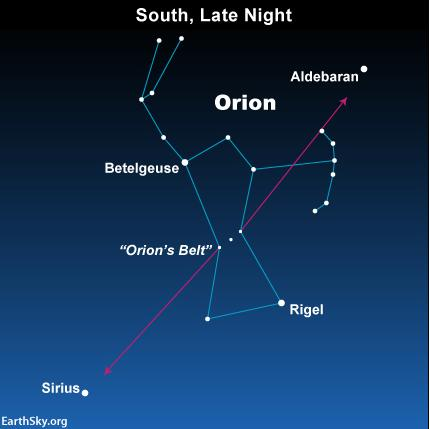 South, Late Night
Aldebaran
Orion
Betelgeuse
“Orion’s Belt”
Rigel
Sirius
EarthSky.org